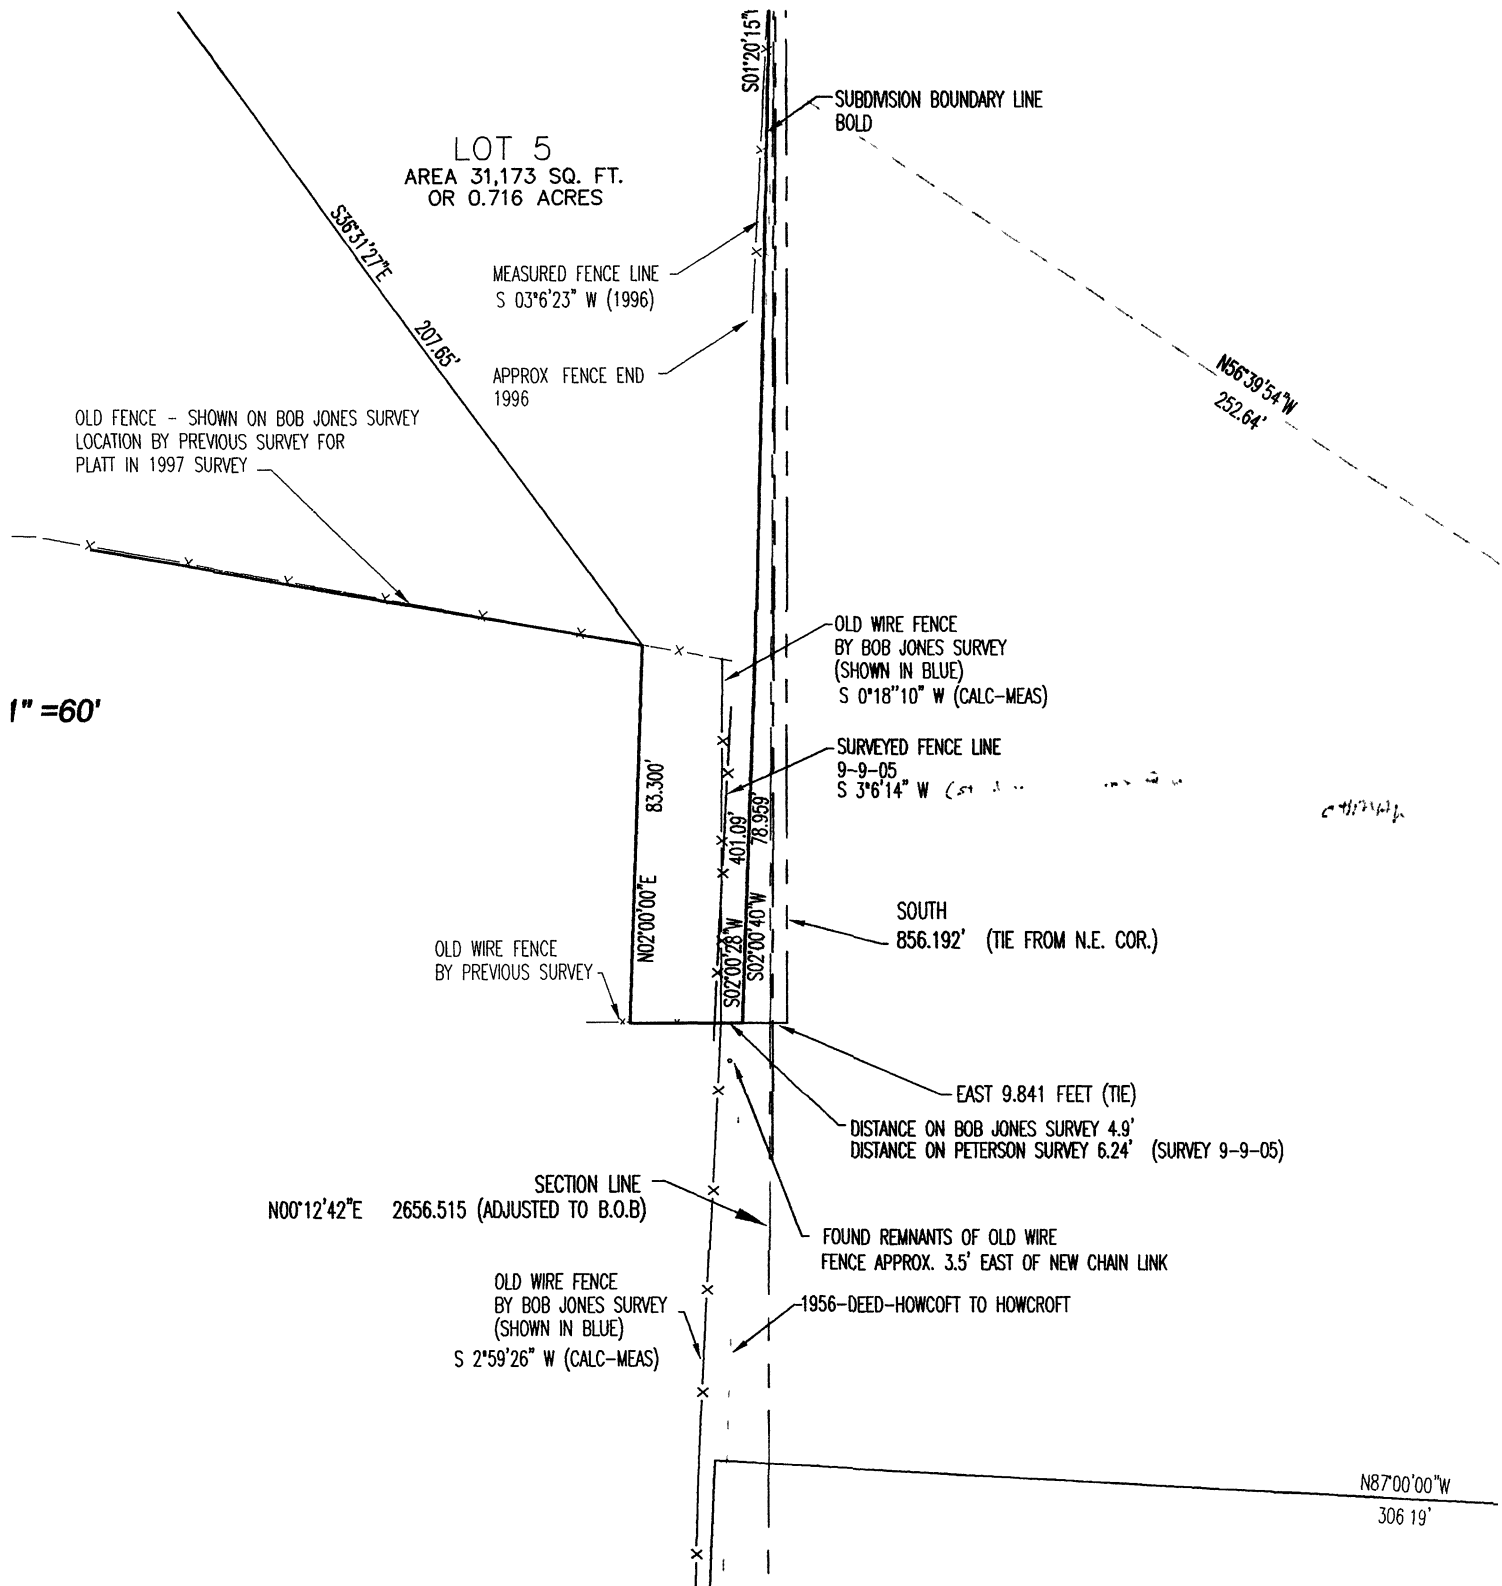 S01°20'15"
SUBDIVISION BOUNDARY LINE
BOLD
LOT 5
AREA 31,173 SQ. FT.
OR 0.716 ACRES
S36°31'27"E
207.65'
MEASURED FENCE LINE
S 03°6'23" W (1996)
APPROX FENCE END
1996
N56°39'54"W
252.64'
OLD FENCE - SHOWN ON BOB JONES SURVEY
LOCATION BY PREVIOUS SURVEY FOR
PLATT IN 1997 SURVEY
OLD WIRE FENCE
BY BOB JONES SURVEY
(SHOWN IN BLUE)
S 0°18"10" W (CALC-MEAS)
1" =60'
SURVEYED FENCE LINE
9-9-05
S 3°6'14" W
N02°00'00"E
83.300'
S02°00'28"W
401.09'
S02°00'40"W
78.959'
SOUTH
856.192' (TIE FROM N.E. COR.)
OLD WIRE FENCE
BY PREVIOUS SURVEY
EAST 9.841 FEET (TIE)
DISTANCE ON BOB JONES SURVEY 4.9'
DISTANCE ON PETERSON SURVEY 6.24' (SURVEY 9-9-05)
SECTION LINE
N00°12'42"E 2656.515 (ADJUSTED TO B.O.B)
FOUND REMNANTS OF OLD WIRE
FENCE APPROX. 3.5' EAST OF NEW CHAIN LINK
OLD WIRE FENCE
BY BOB JONES SURVEY
(SHOWN IN BLUE)
S 2°59'26" W (CALC-MEAS)
1956-DEED-HOWCOFT TO HOWCROFT
N87°00'00"W
306 19'